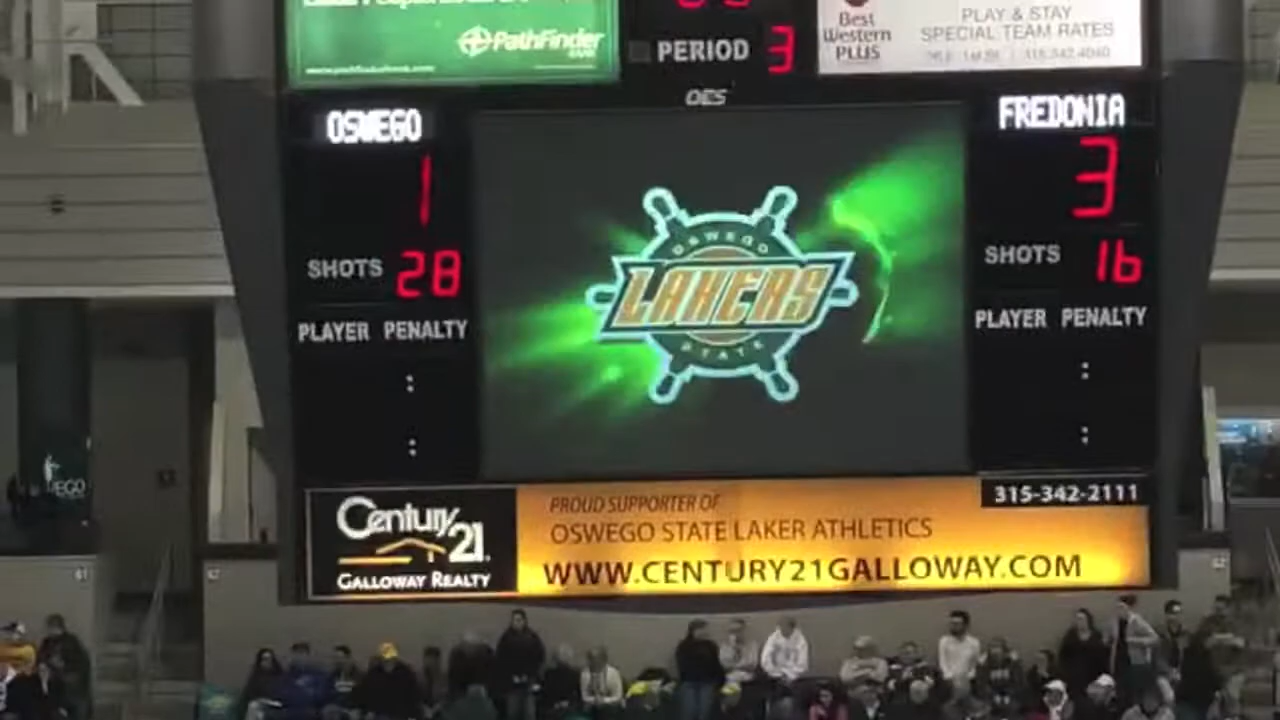 PathFinder
PERIOD 3
Best
Western
PLUS
PLAY & STAY
SPECIAL TEAM RATES
OES
OSWEGO
1
SHOTS 28
PLAYER PENALTY
:
:
OSWEGO
LAKERS
STATE
FREDONIA
3
SHOTS 16
PLAYER PENALTY
:
:
Century 21
GALLOWAY REALTY
PROUD SUPPORTER OF
OSWEGO STATE LAKER ATHLETICS
WWW.CENTURY21GALLOWAY.COM
315-342-2111